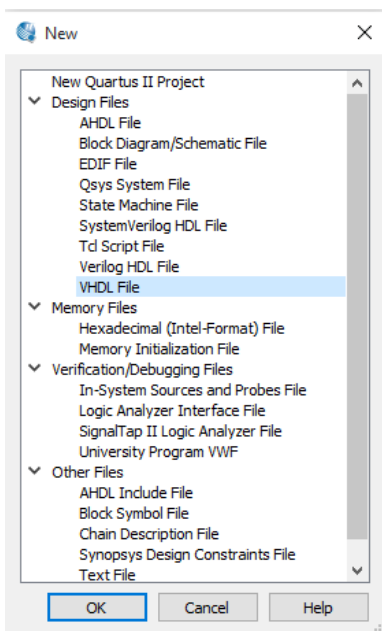 New
New Quartus II Project
Design Files
AHDL File
Block Diagram/Schematic File
EDIF File
Qsys System File
State Machine File
SystemVerilog HDL File
Tcl Script File
Verilog HDL File
VHDL File
Memory Files
Hexadecimal (Intel-Format) File
Memory Initialization File
Verification/Debugging Files
In-System Sources and Probes File
Logic Analyzer Interface File
SignalTap II Logic Analyzer File
University Program VWF
Other Files
AHDL Include File
Block Symbol File
Chain Description File
Synopsys Design Constraints File
Text File
OK Cancel Help